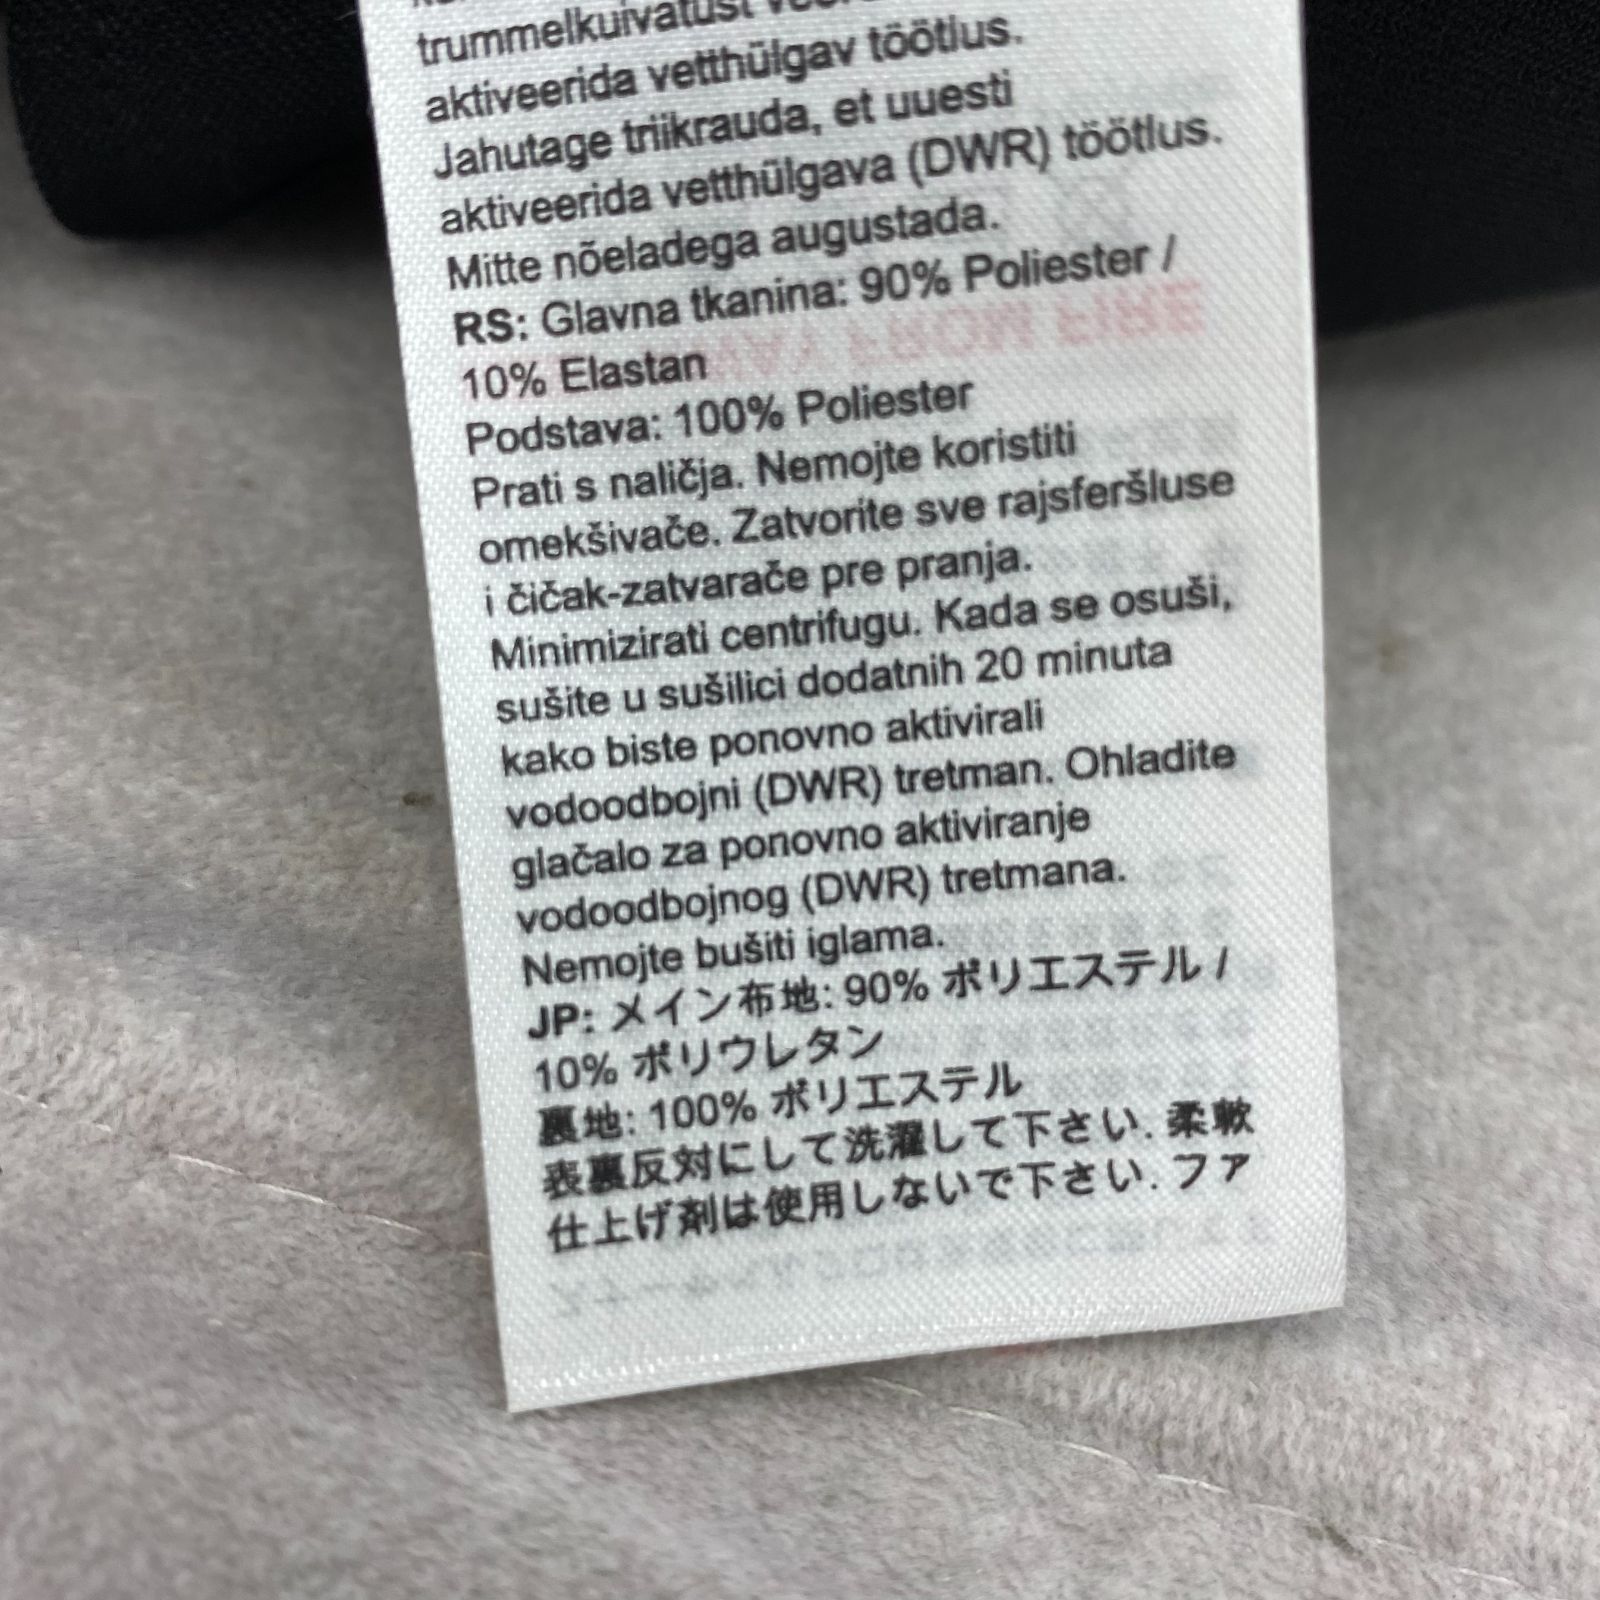 trummelkuivatust
aktiveerida vetthülgav töötlus.
Jahutage triikrauda, et uuesti
aktiveerida vetthülgava (DWR) töötlus.
Mitte nõeladega augustada.
RS: Glavna tkanina: 90% Poliester /
10% Elastan
Podstava: 100% Poliester
Prati s naličja. Nemojte koristiti
omekšivače. Zatvorite sve rajsferšluse
i čičak-zatvarače pre pranja.
Minimizirati centrifugu. Kada se osuši,
sušite u sušilici dodatnih 20 minuta
kako biste ponovno aktivirali
vodoodbojni (DWR) tretman. Ohladite
glačalo za ponovno aktiviranje
vodoodbojnog (DWR) tretmana.
Nemojte bušiti iglama.
JP: メイン布地: 90% ポリエステル /
10% ポリウレタン
裏地: 100% ポリエステル
表裏反対にして洗濯して下さい. 柔軟
仕上げ剤は使用しないで下さい. ファ